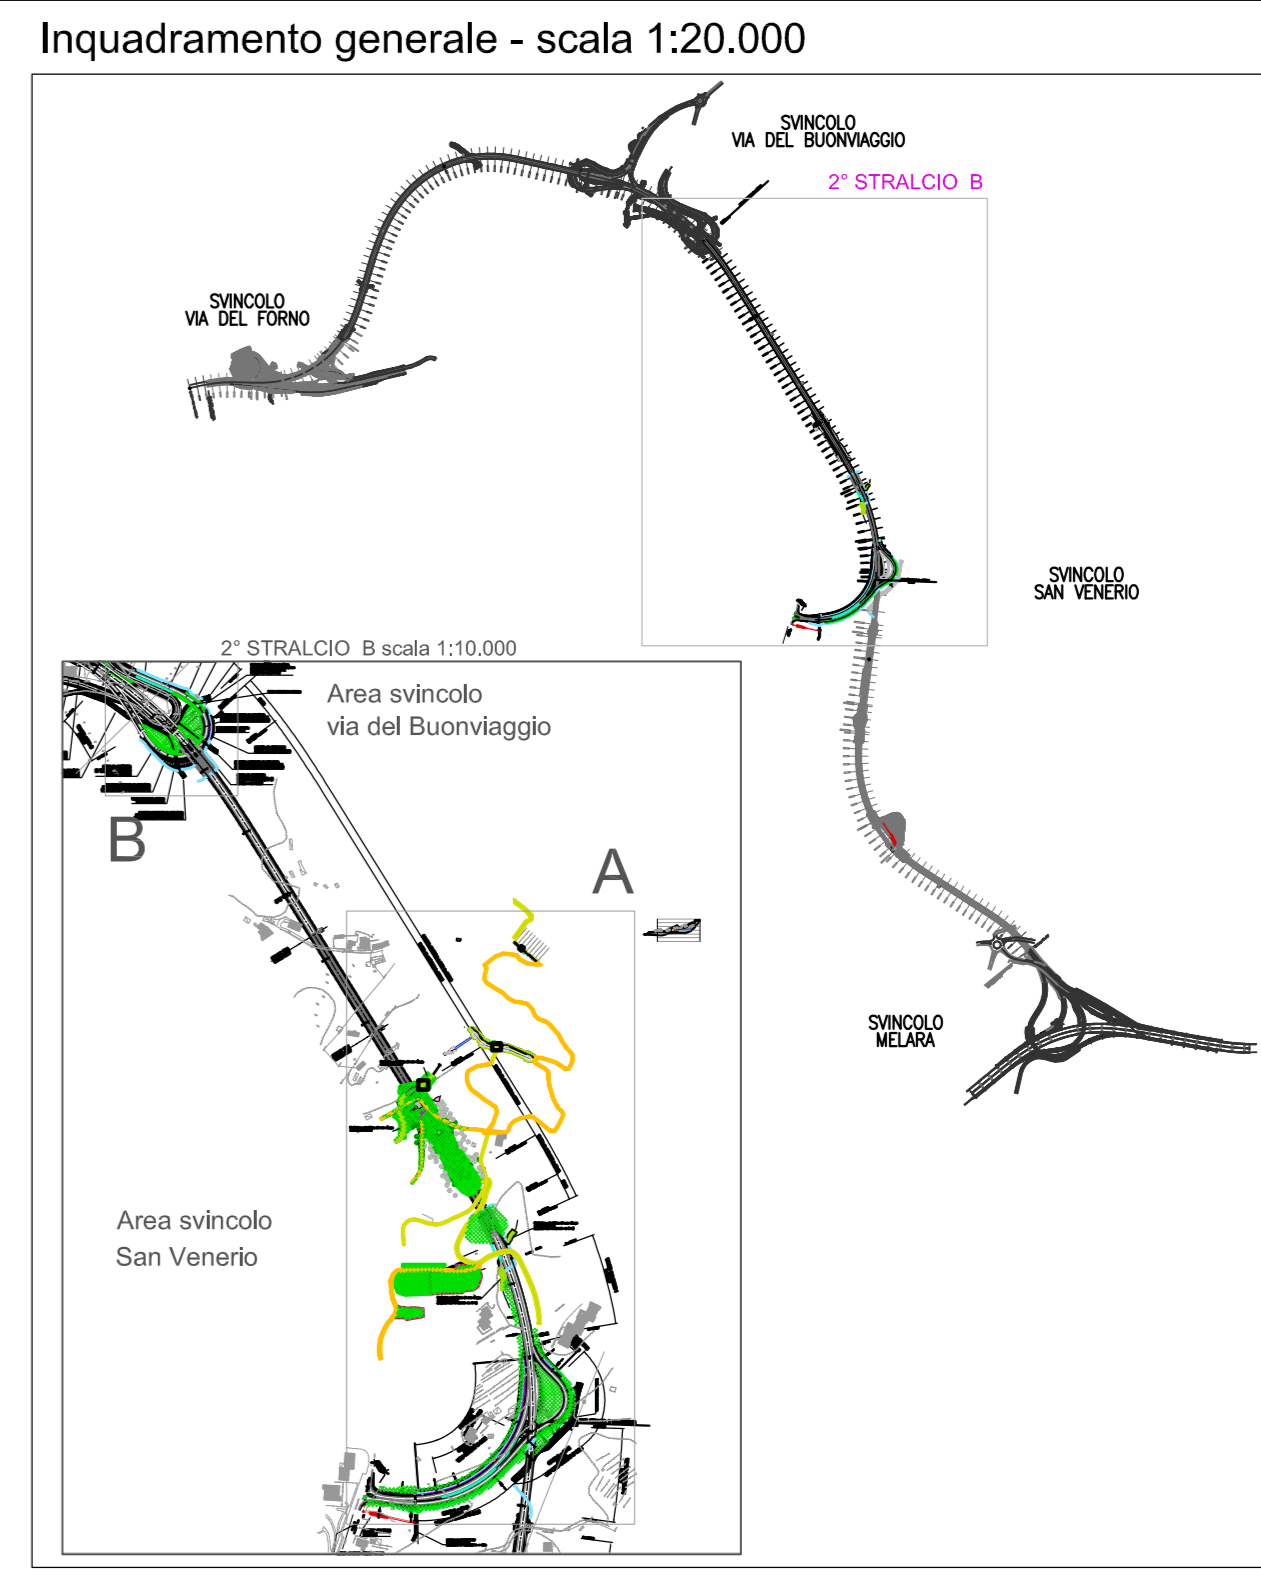 Inquadramento generale - scala 1:20.000
SVINCOLO
VIA DEL BUONVIAGGIO
2° STRALCIO B
SVINCOLO
VIA DEL FORNO
SVINCOLO
SAN VENERIO
2° STRALCIO B scala 1:10.000
Area svincolo
via del Buonviaggio
B
A
SVINCOLO
MELARA
Area svincolo
San Venerio